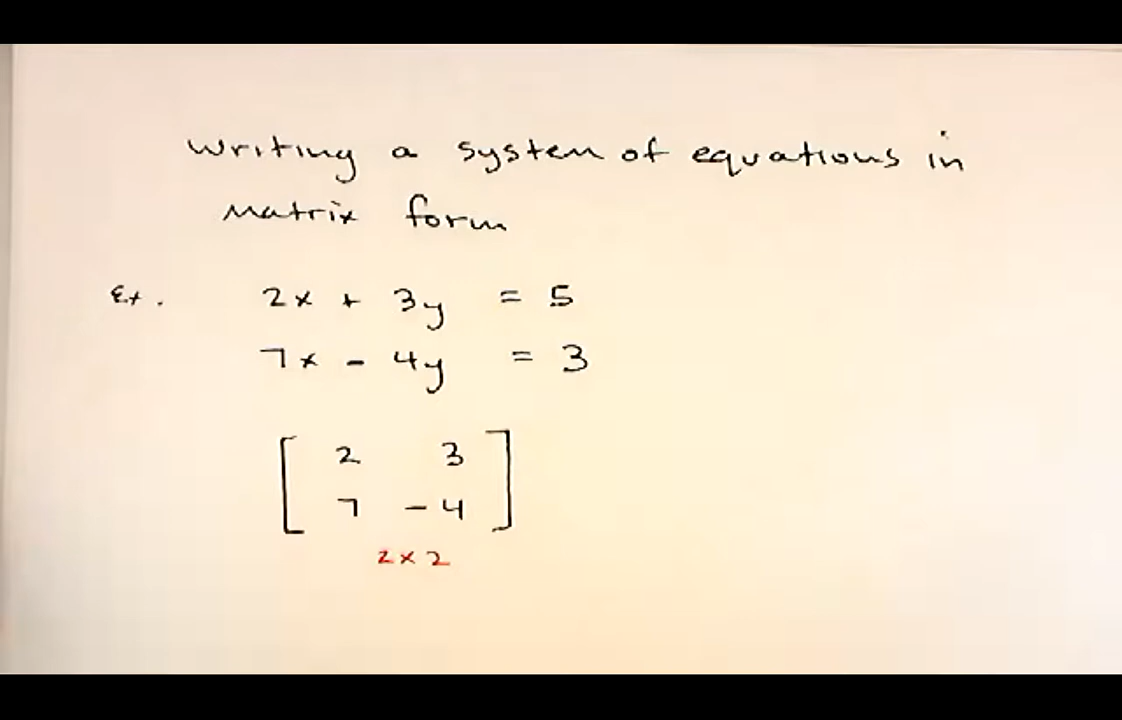 Writing a system of equations in
matrix form
Ex. 2x + 3y = 5
7x - 4y = 3
[ 2 3 ]
[ 7 -4 ]
2 x 2